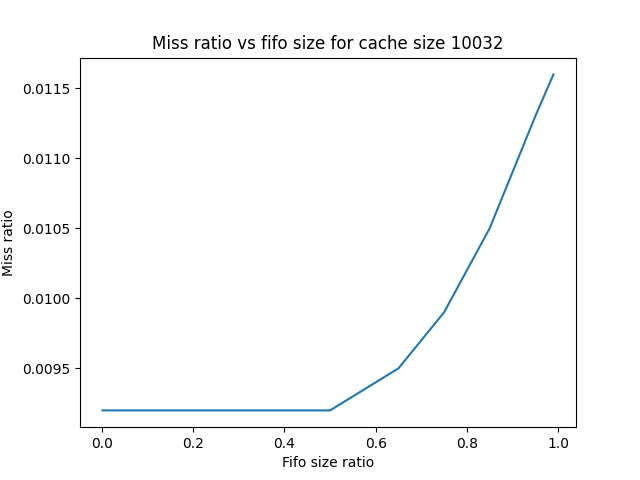 Miss ratio vs fifo size for cache size 10032
0.0115
0.0110
0.0105
0.0100
0.0095
Miss ratio
0.0 0.2 0.4 0.6 0.8 1.0
Fifo size ratio